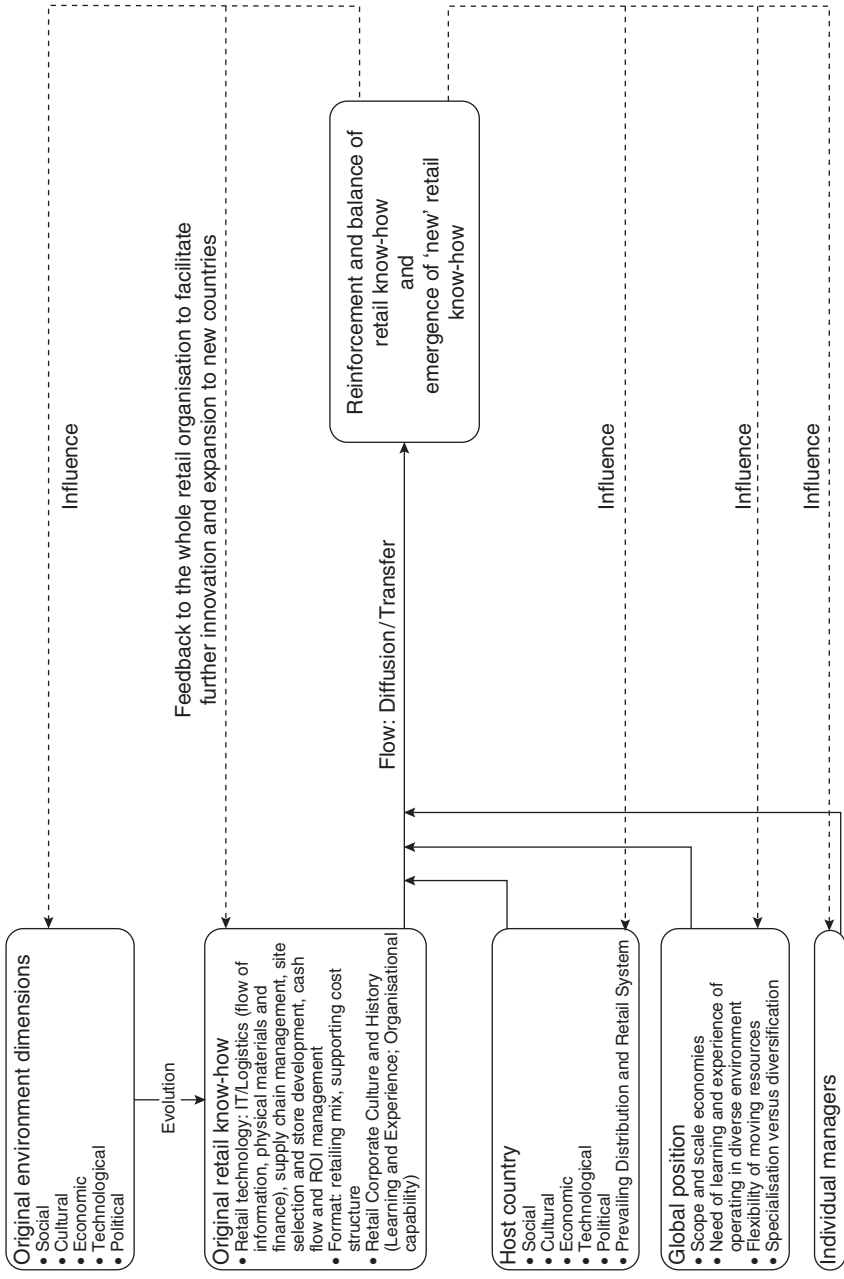 Original environment dimensions
• Social
• Cultural
• Economic
• Technological
• Political
Evolution
Original retail know-how
• Retail technology: IT/Logistics (flow of
information, physical materials and
finance), supply chain management, site
selection and store development, cash
flow and ROI management
• Format: retailing mix, supporting cost
structure
• Retail Corporate Culture and History
(Learning and Experience; Organisational
capability)
Host country
• Social
• Cultural
• Economic
• Technological
• Political
• Prevailing Distribution and Retail System
Global position
• Scope and scale economies
• Need of learning and experience of
operating in diverse environment
• Flexibility of moving resources
• Specialisation versus diversification
Individual managers
Influence
Feedback to the whole retail organisation to facilitate
further innovation and expansion to new countries
Flow: Diffusion/Transfer
Influence
Influence
Influence
Reinforcement and balance of
retail know-how
and
emergence of ‘new’ retail
know-how